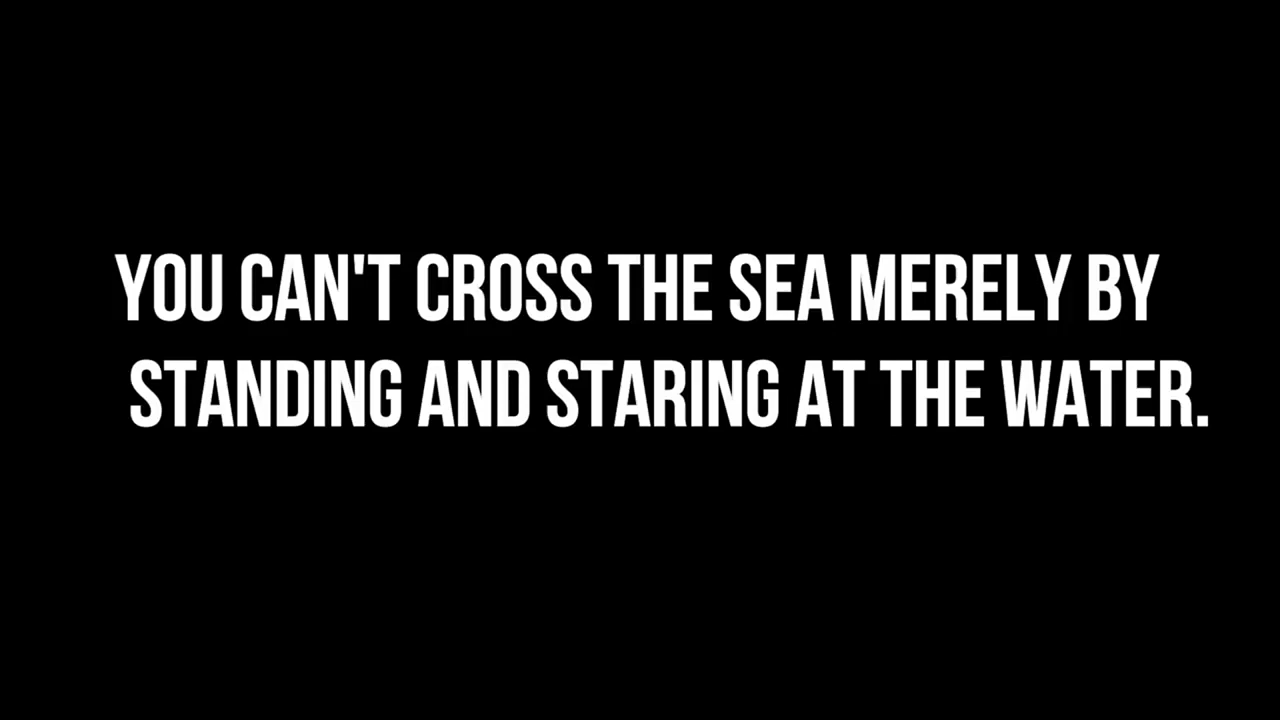 YOU CAN'T CROSS THE SEA MERELY BY
STANDING AND STARING AT THE WATER.